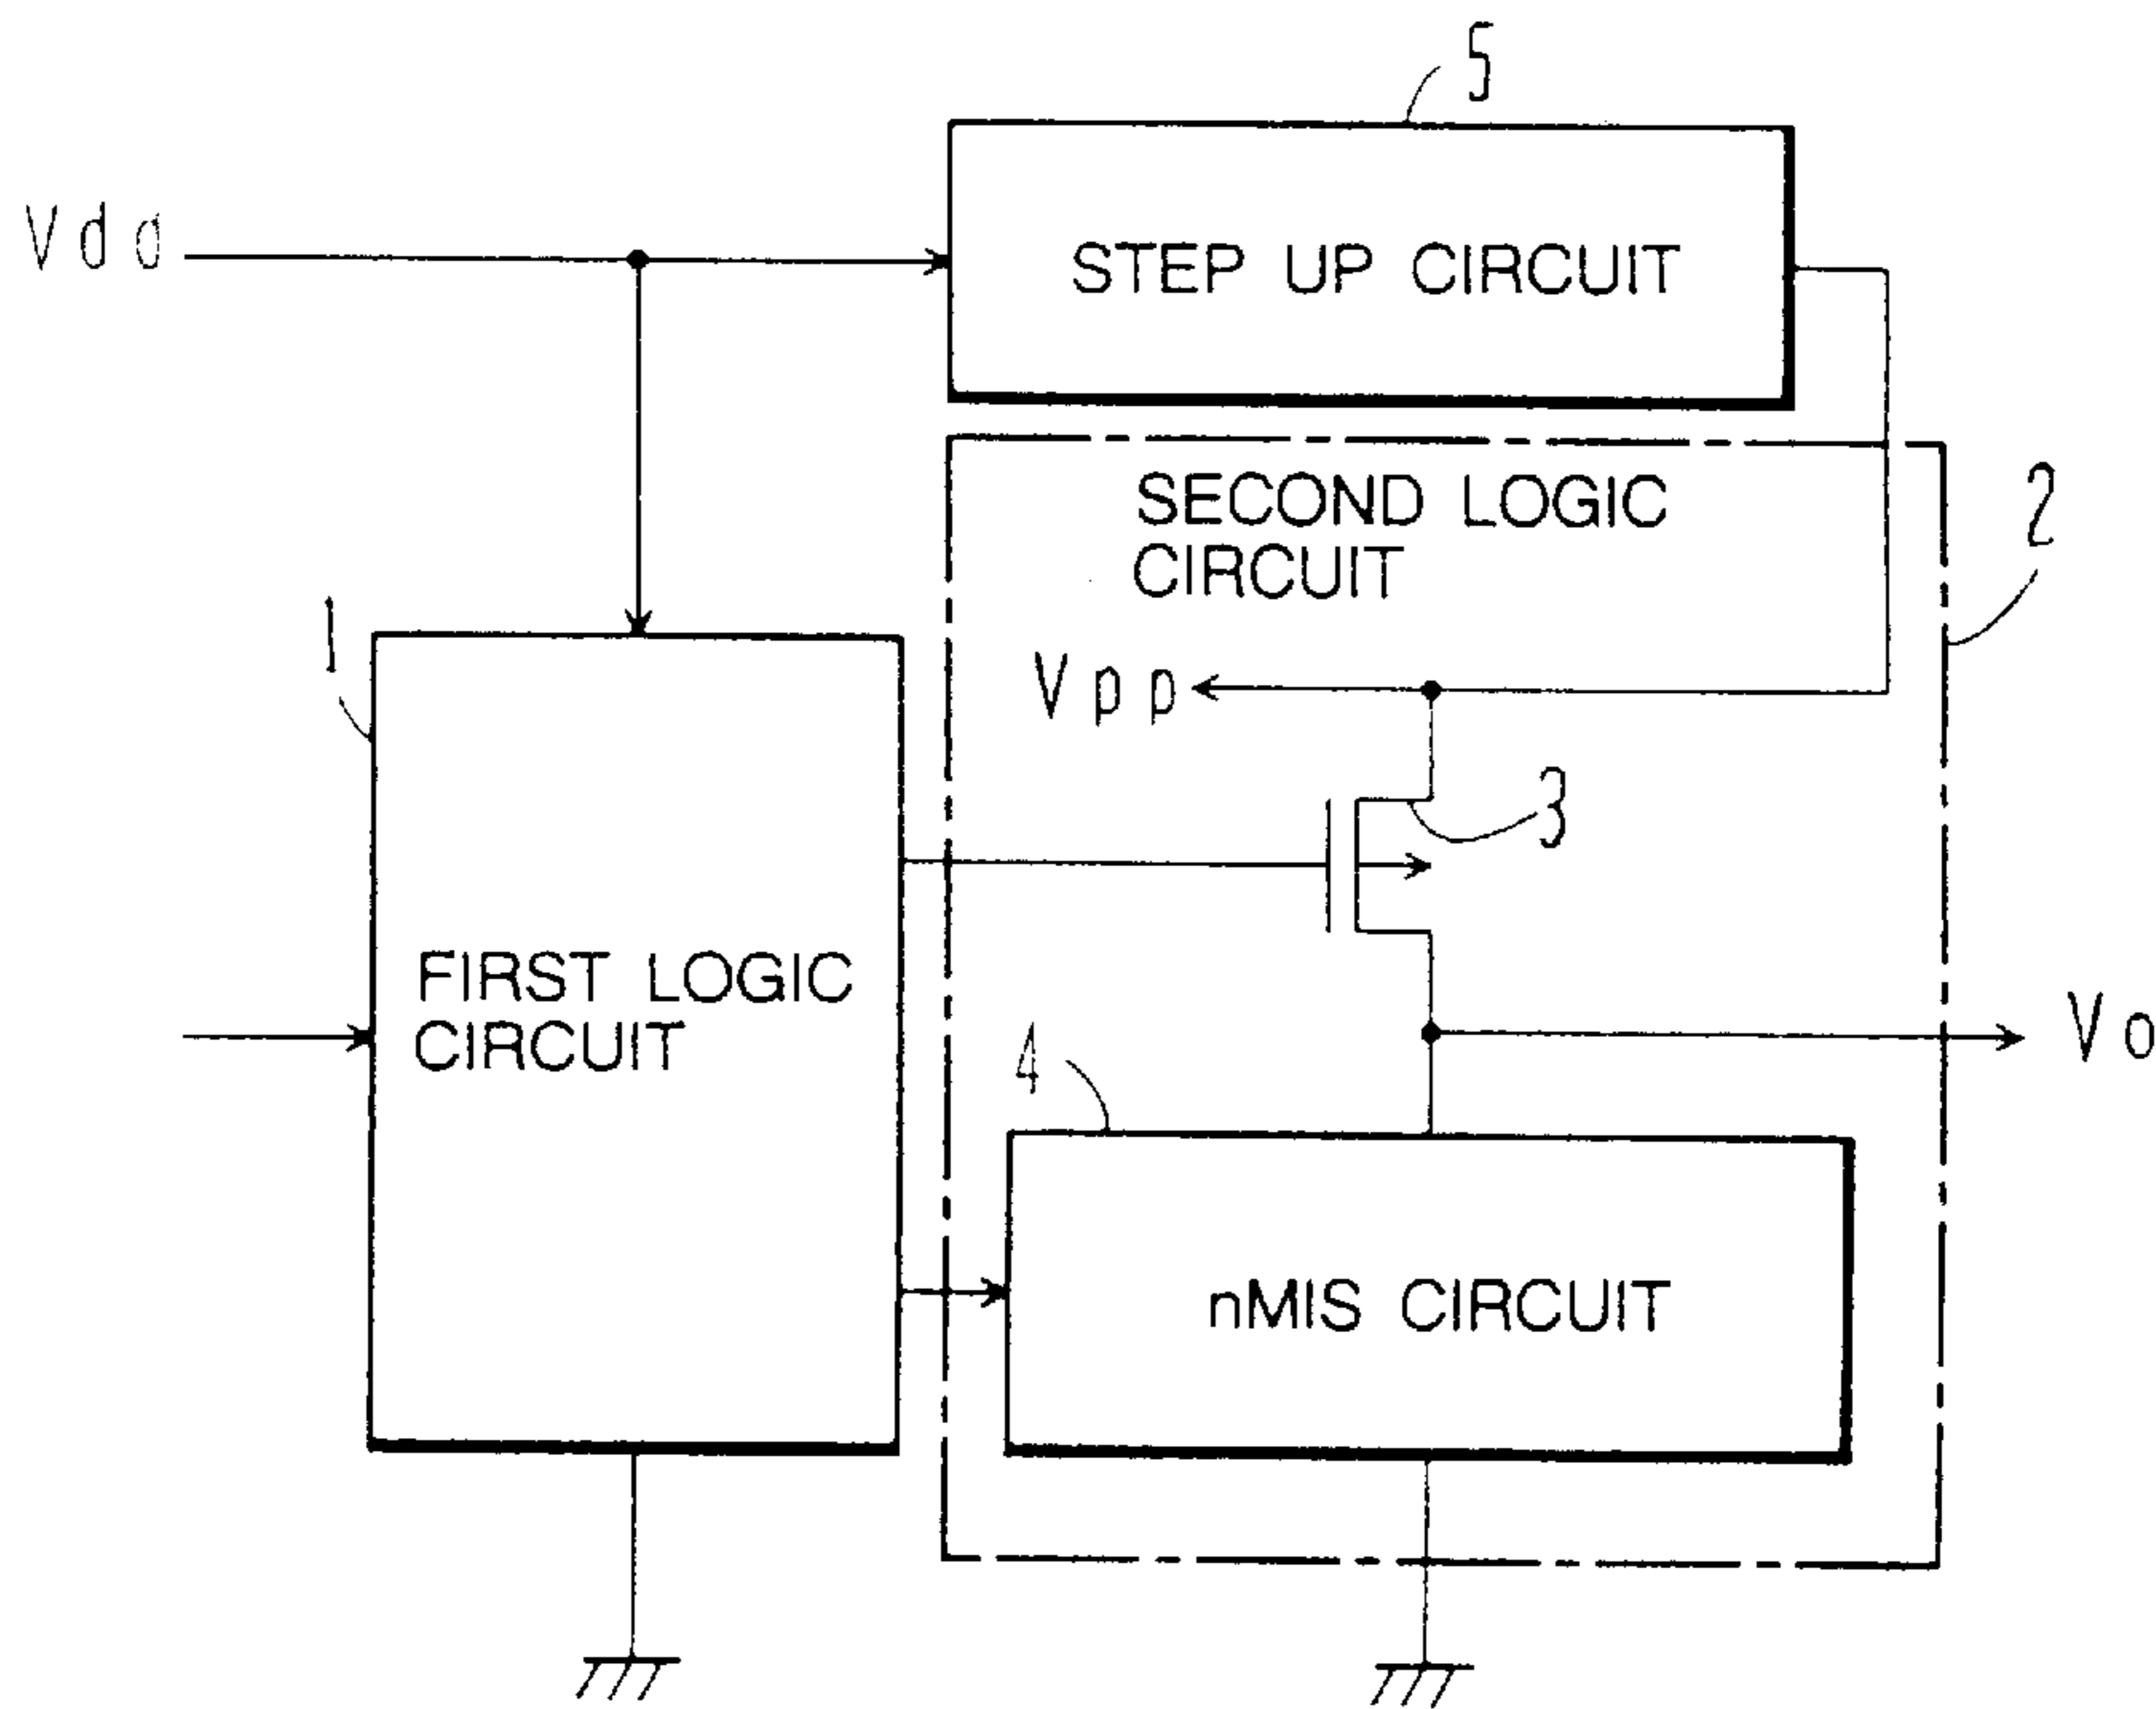 5
Vdd
STEP UP CIRCUIT
SECOND LOGIC
CIRCUIT
2
1
Vpp
3
FIRST LOGIC
CIRCUIT
Vo
4
nMIS CIRCUIT